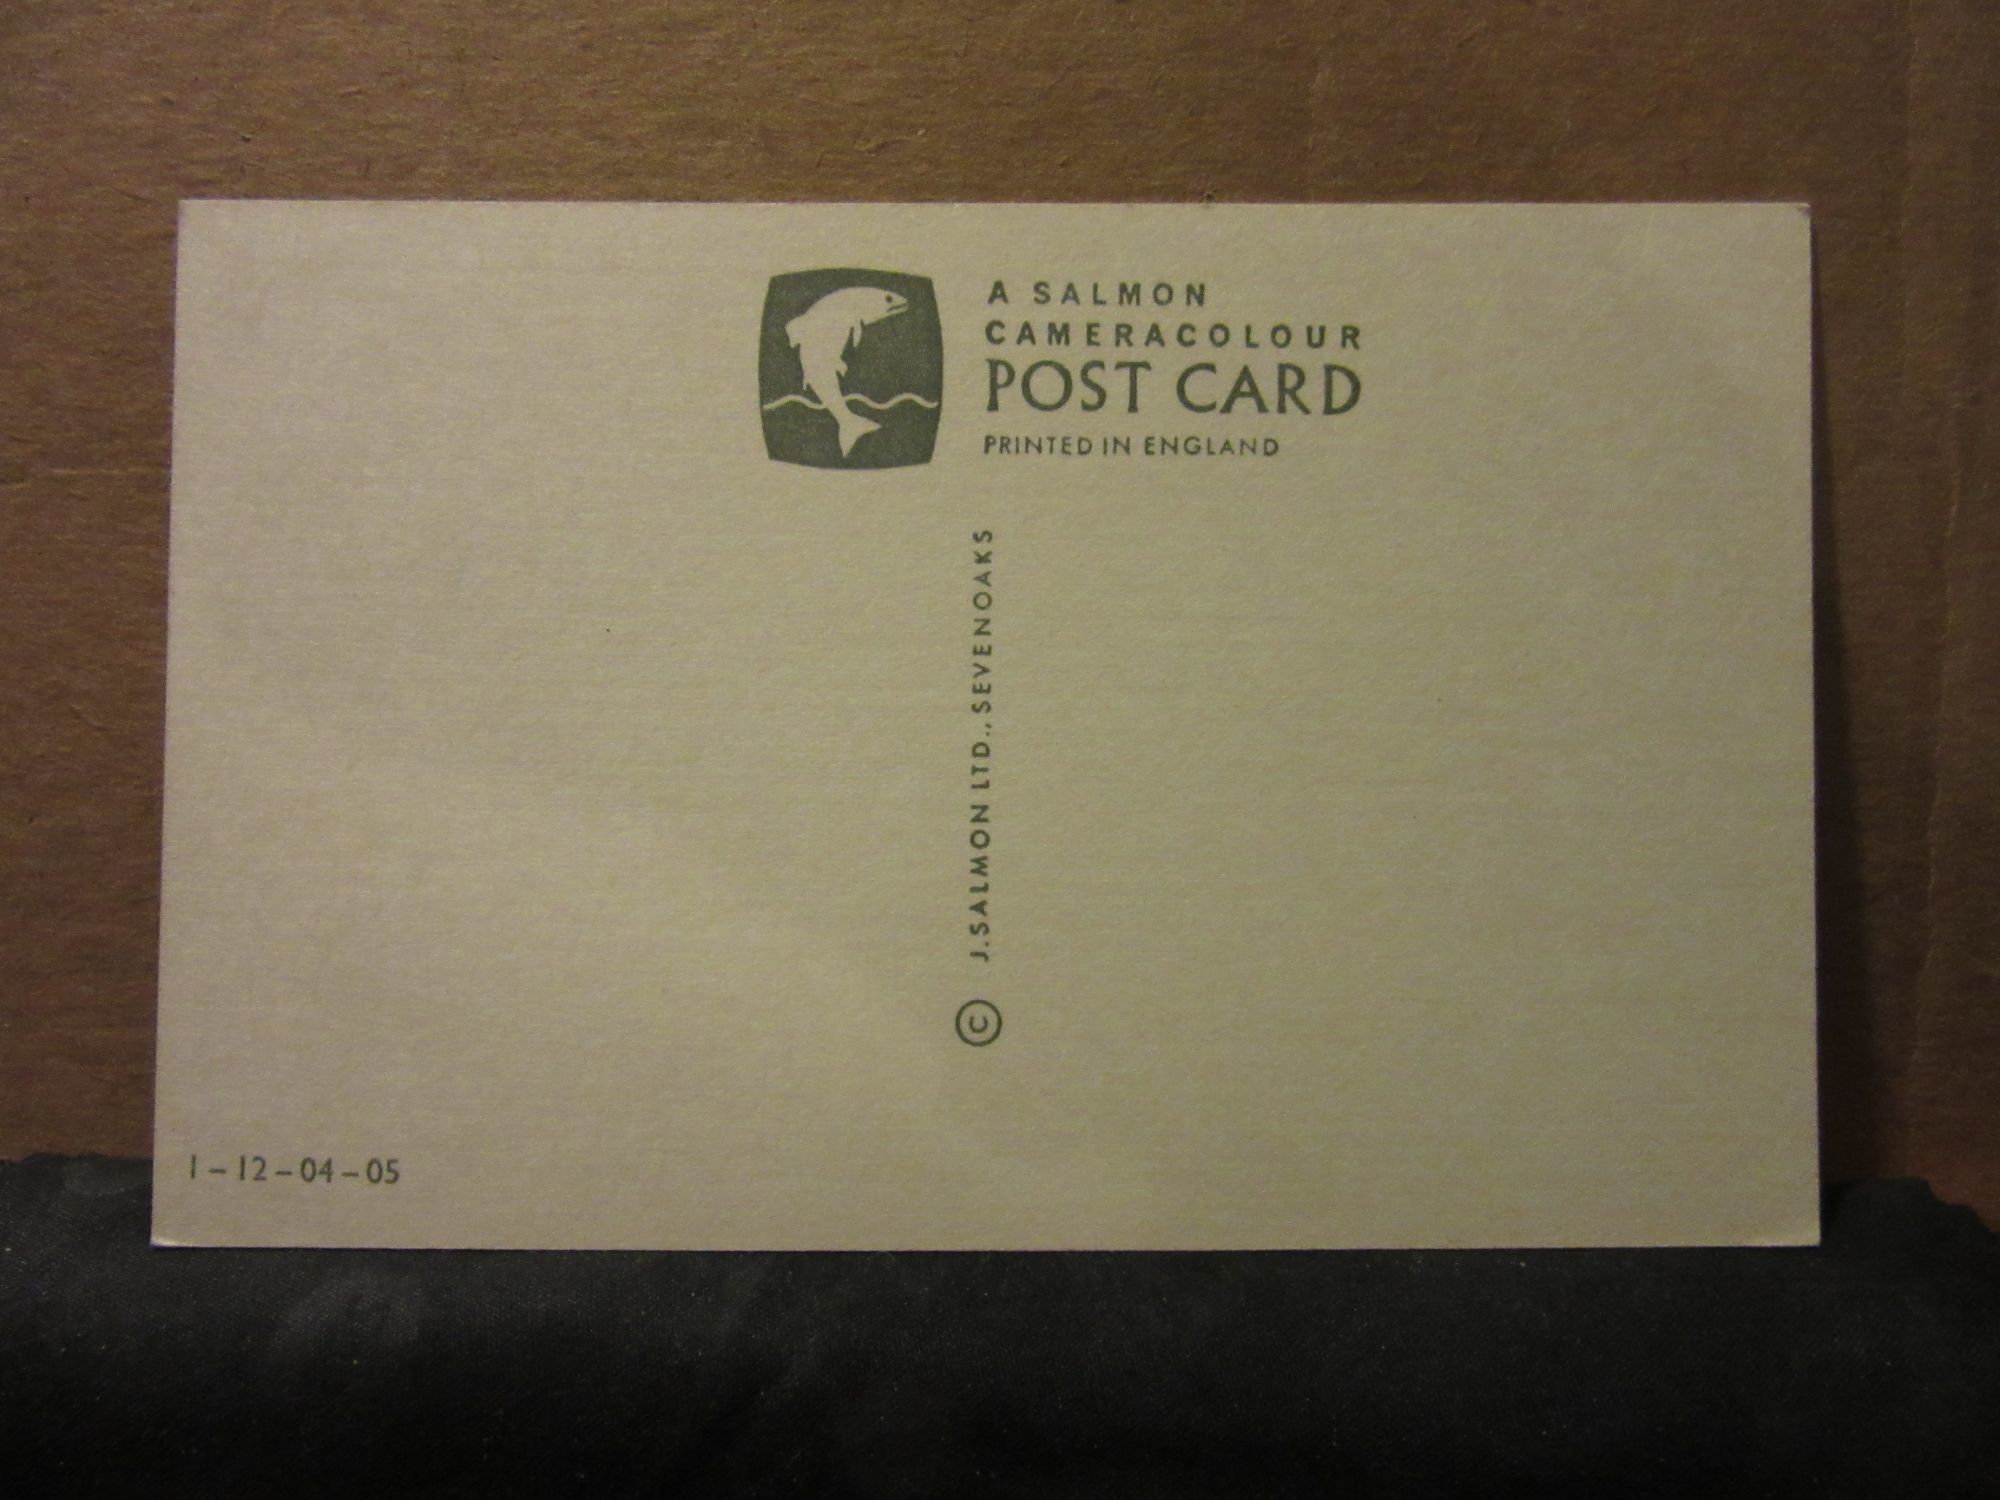 A SALMON
CAMERACOLOUR
POST CARD
PRINTED IN ENGLAND
© J. SALMON LTD., SEVENOAKS
1-12-04-05